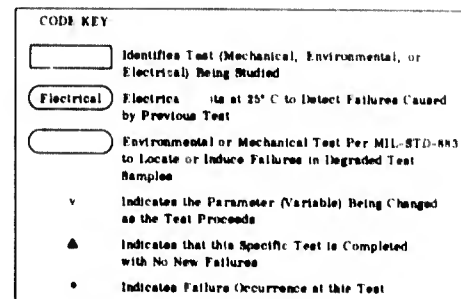 CODE KEY
Identifies Test (Mechanical, Environmental, or
Electrical) Being Studied
Electrical
Electrica ts at 25° C to Detect Failures Caused
by Previous Test
Environmental or Mechanical Test Per MIL-STD-883
to Locate or Induce Failures in Degraded Test
Samples
v Indicates the Parameter (Variable) Being Changed
as the Test Proceeds
▲ Indicates that this Specific Test is Completed
with No New Failures
• Indicates Failure Occurrence at this Test